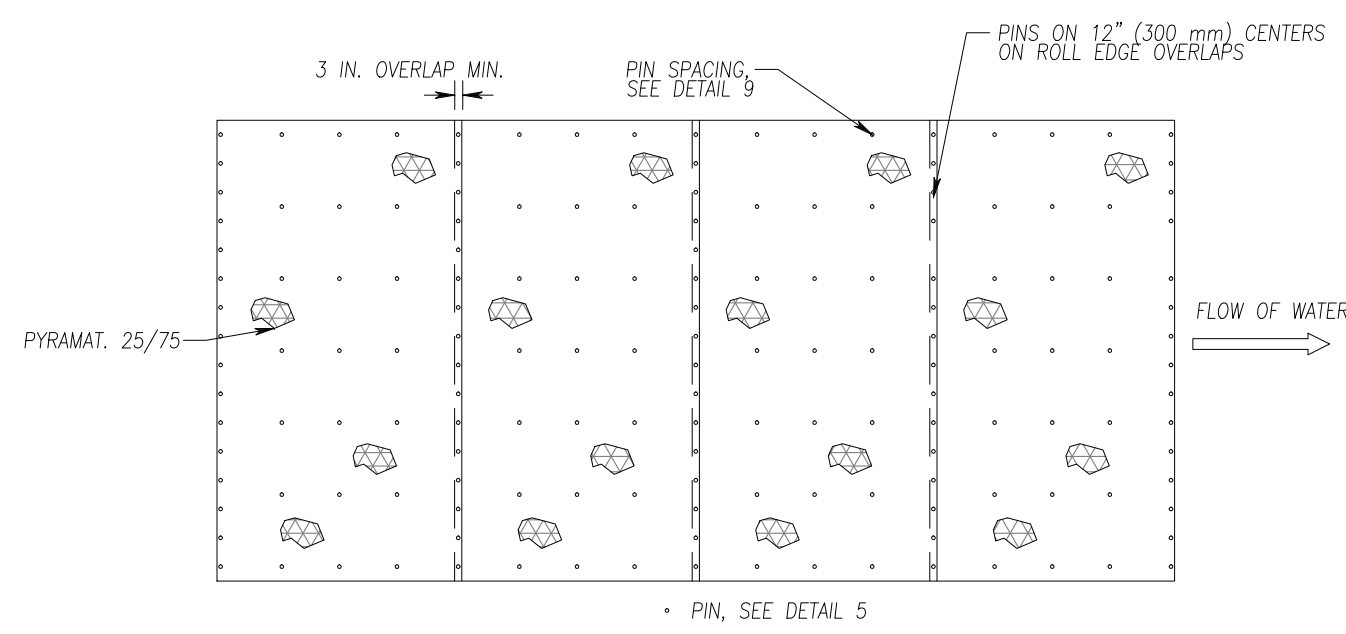 PINS ON 12" (300 mm) CENTERS
ON ROLL EDGE OVERLAPS
3 IN. OVERLAP MIN.
PIN SPACING,
SEE DETAIL 9
FLOW OF WATER
PYRAMAT. 25/75
PIN, SEE DETAIL 5